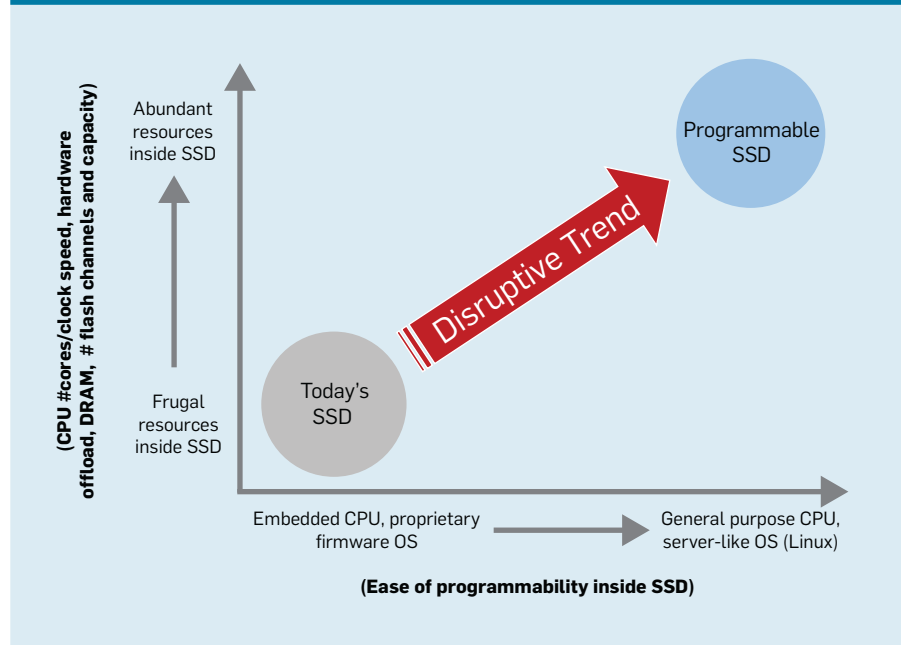 (CPU #cores/clock speed, hardware
offload, DRAM, # flash channels and capacity)
Abundant
resources
inside SSD
Frugal
resources
inside SSD
Programmable
SSD
Disruptive Trend
Today's
SSD
Embedded CPU, proprietary
firmware OS
General purpose CPU,
server-like OS (Linux)
(Ease of programmability inside SSD)